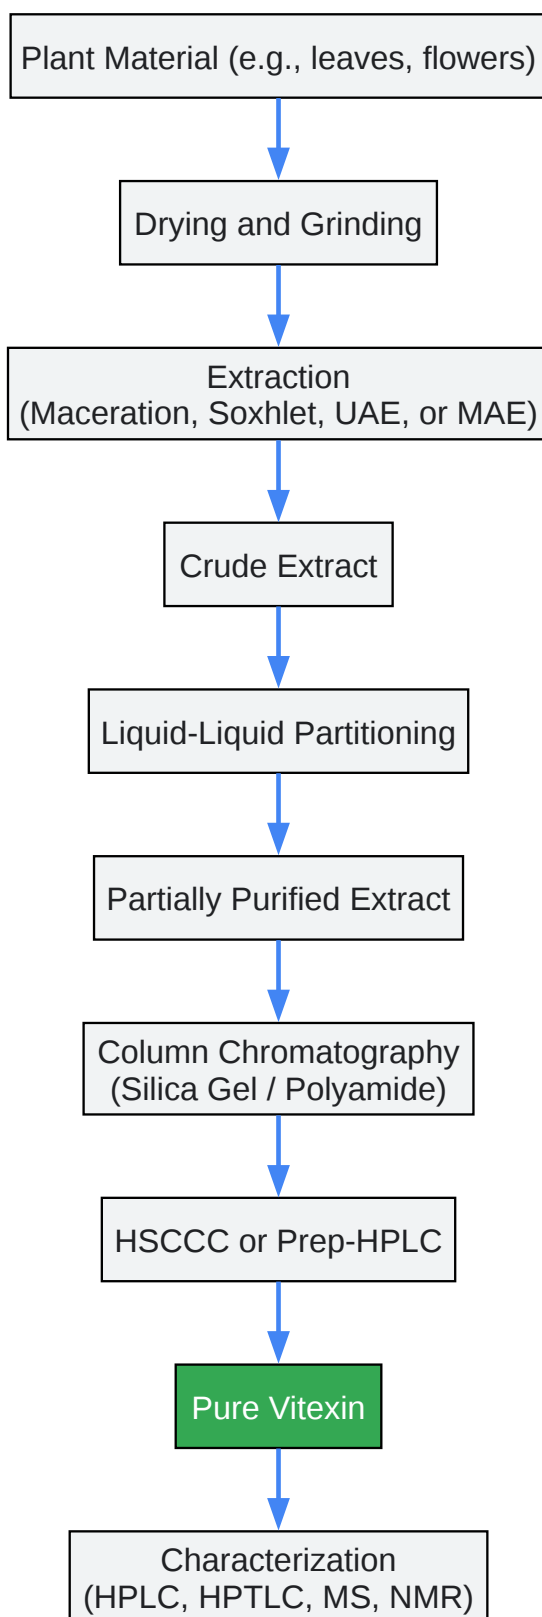 Plant Material (e.g., leaves, flowers)
Drying and Grinding
Extraction
(Maceration, Soxhlet, UAE, or MAE)
Crude Extract
Liquid-Liquid Partitioning
Partially Purified Extract
Column Chromatography
(Silica Gel / Polyamide)
HSCCC or Prep-HPLC
Pure Vitexin
Characterization
(HPLC, HPTLC, MS, NMR)